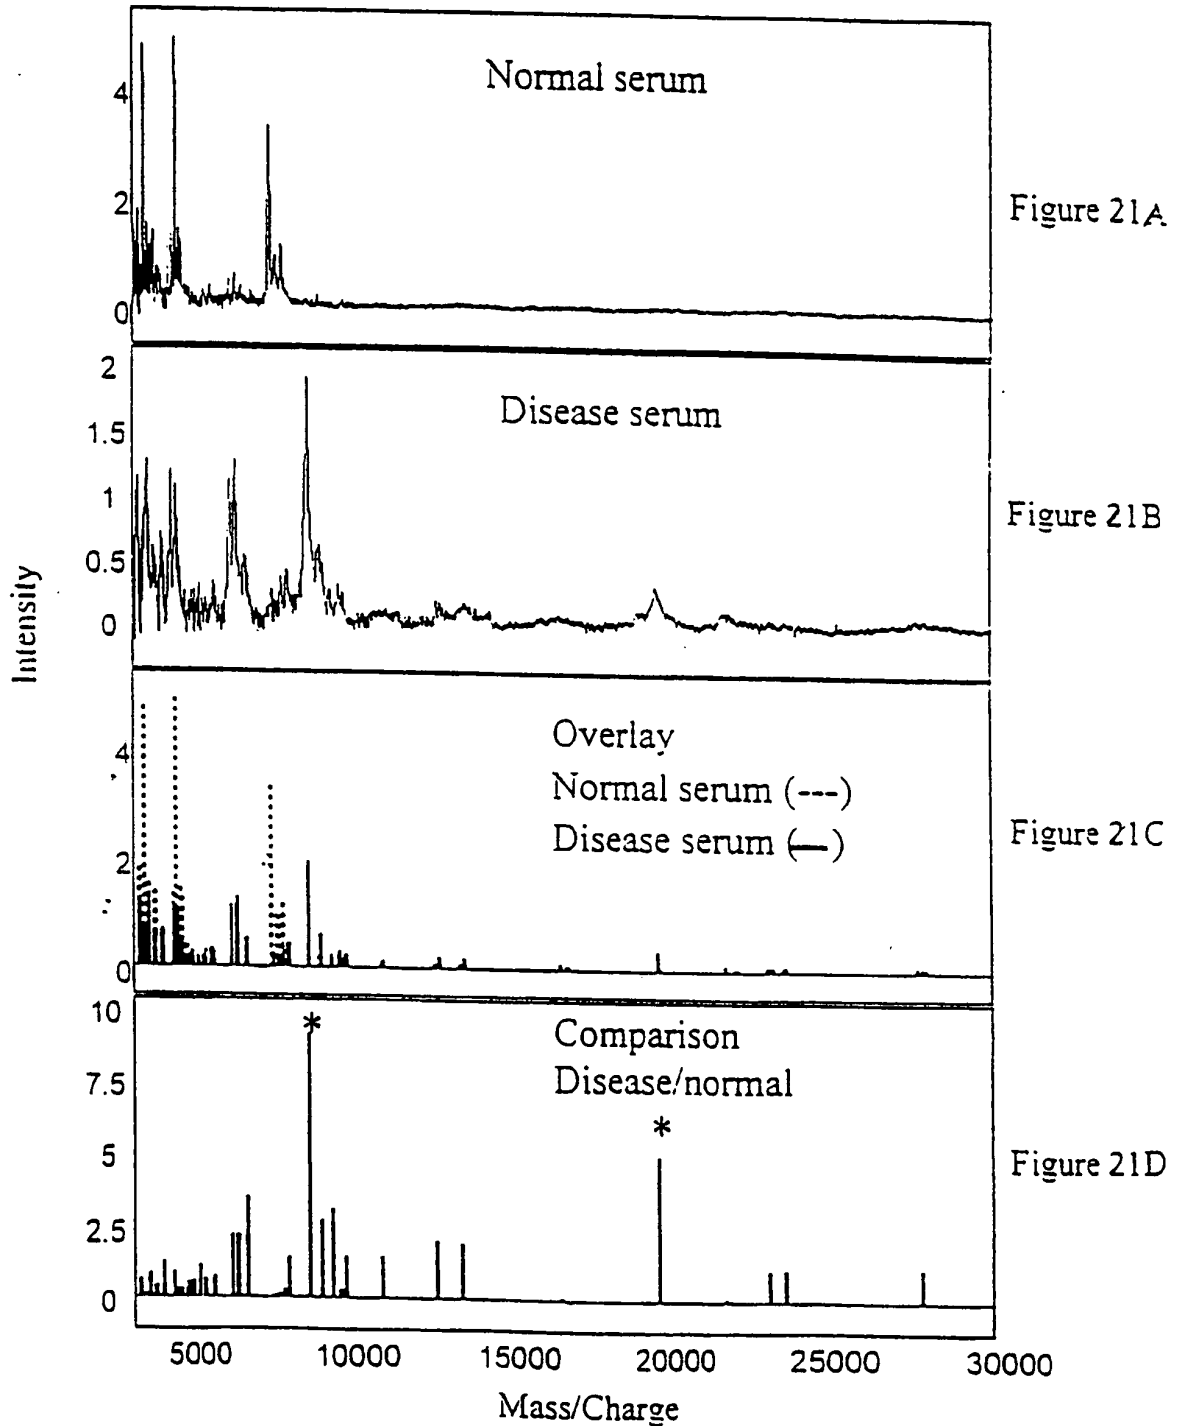 Normal serum
4
2
0
Figure 21A
Disease serum
2
1.5
1
0.5
0
Figure 21B
Intensity
Overlay
Normal serum (---)
Disease serum (—)
4
2
0
Figure 21C
Comparison
Disease/normal
*
*
10
7.5
5
2.5
0
Figure 21D
5000 10000 15000 20000 25000 30000
Mass/Charge